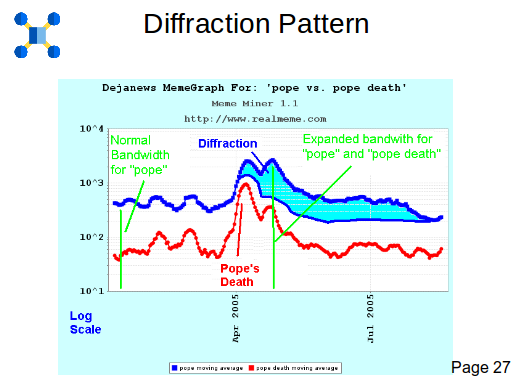 Diffraction Pattern
Dejanews MemeGraph For: 'pope vs. pope death'
Meme Miner 1.1
http://www.realmeme.com
10^4
10^3
10^2
10^1
Normal
Bandwidth
for "pope"
Diffraction
Expanded bandwith for
"pope" and "pope death"
Pope's
Death
Log
Scale
Apr 2005
Jul 2005
pope moving average
pope death moving average
Page 27